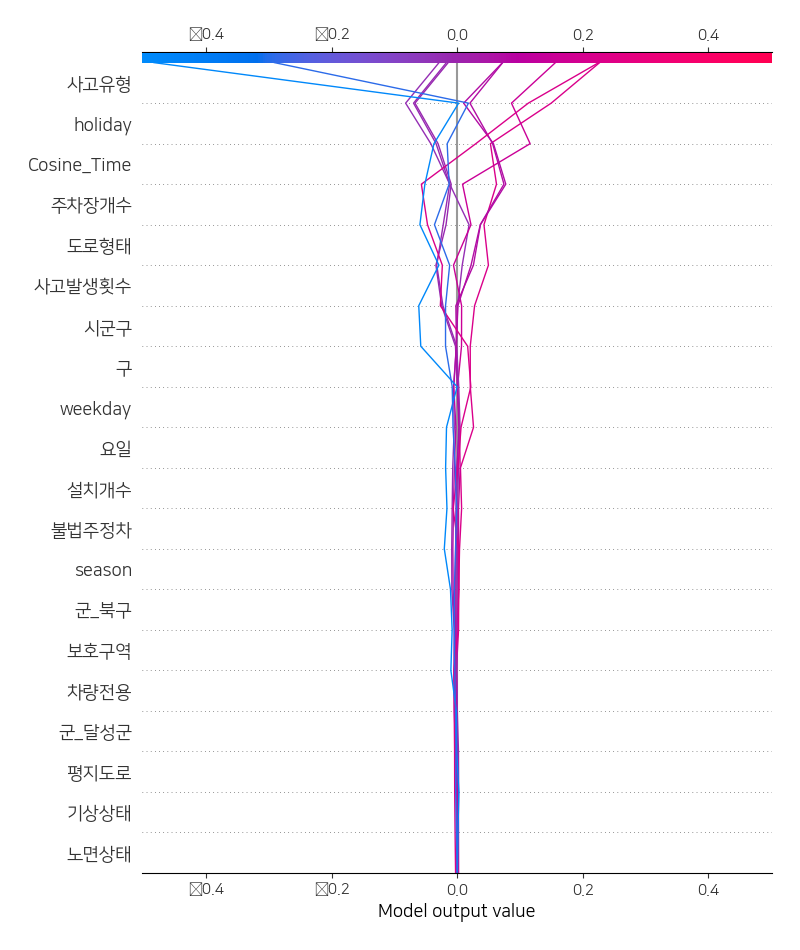 0.4 0.2 0.0 0.2 0.4
사고유형
holiday
Cosine_Time
주차장개수
도로형태
사고발생횟수
시군구
구
weekday
요일
설치개수
불법주정차
season
군_북구
보호구역
차량전용
군_달성군
평지도로
기상상태
노면상태
0.4 0.2 0.0 0.2 0.4
Model output value